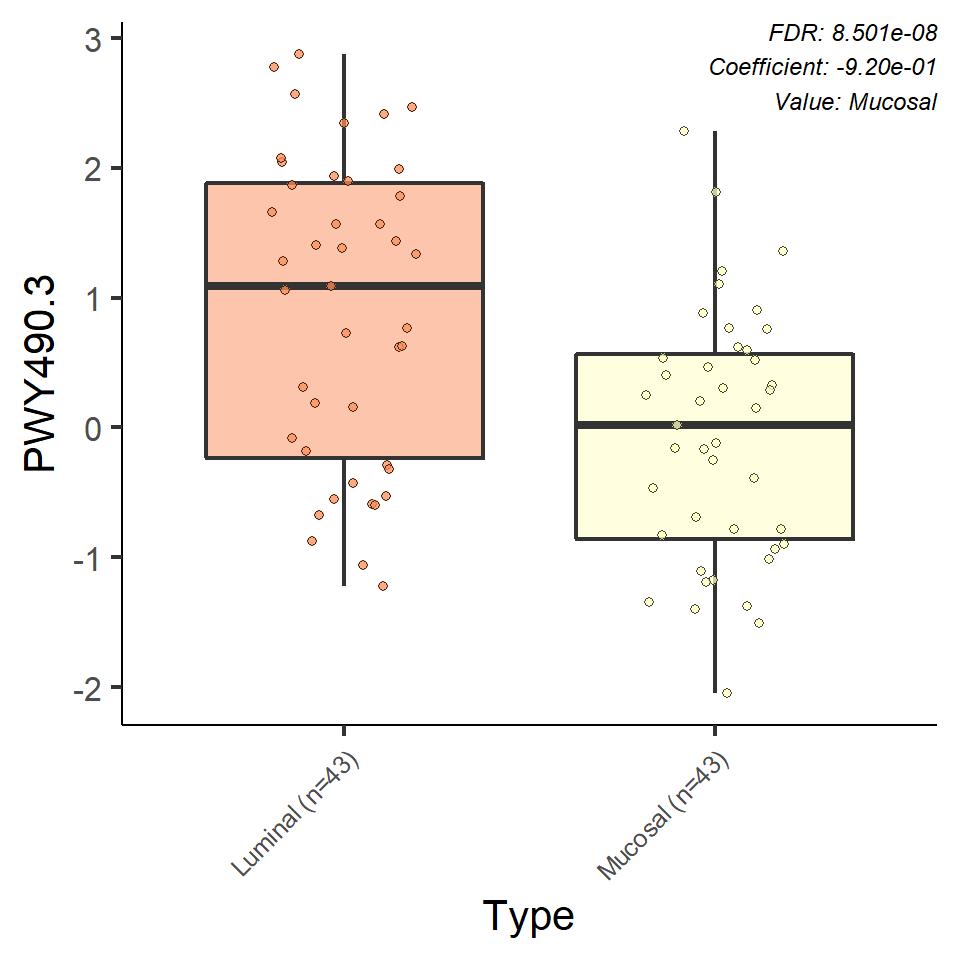 FDR: 8.501e-08
Coefficient: -9.20e-01
Value: Mucosal
PWY490.3
3
2
1
0
-1
-2
Luminal (n=43)
Mucosal (n=43)
Type